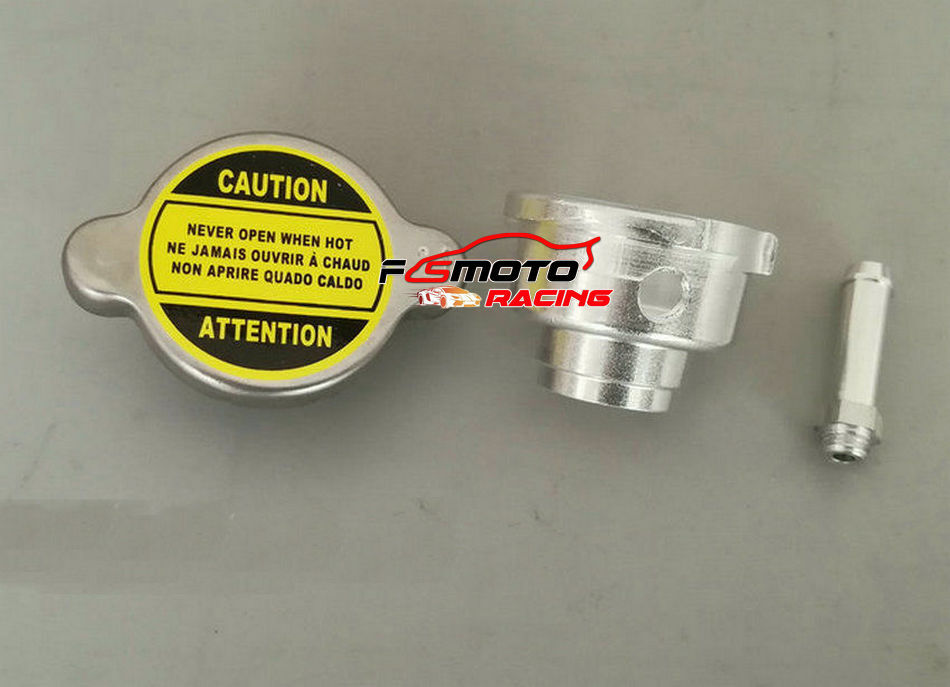 CAUTION
NEVER OPEN WHEN HOT
NE JAMAIS OUVRIR À CHAUD
NON APRIRE QUADO CALDO
ATTENTION
FSMOTO
RACING